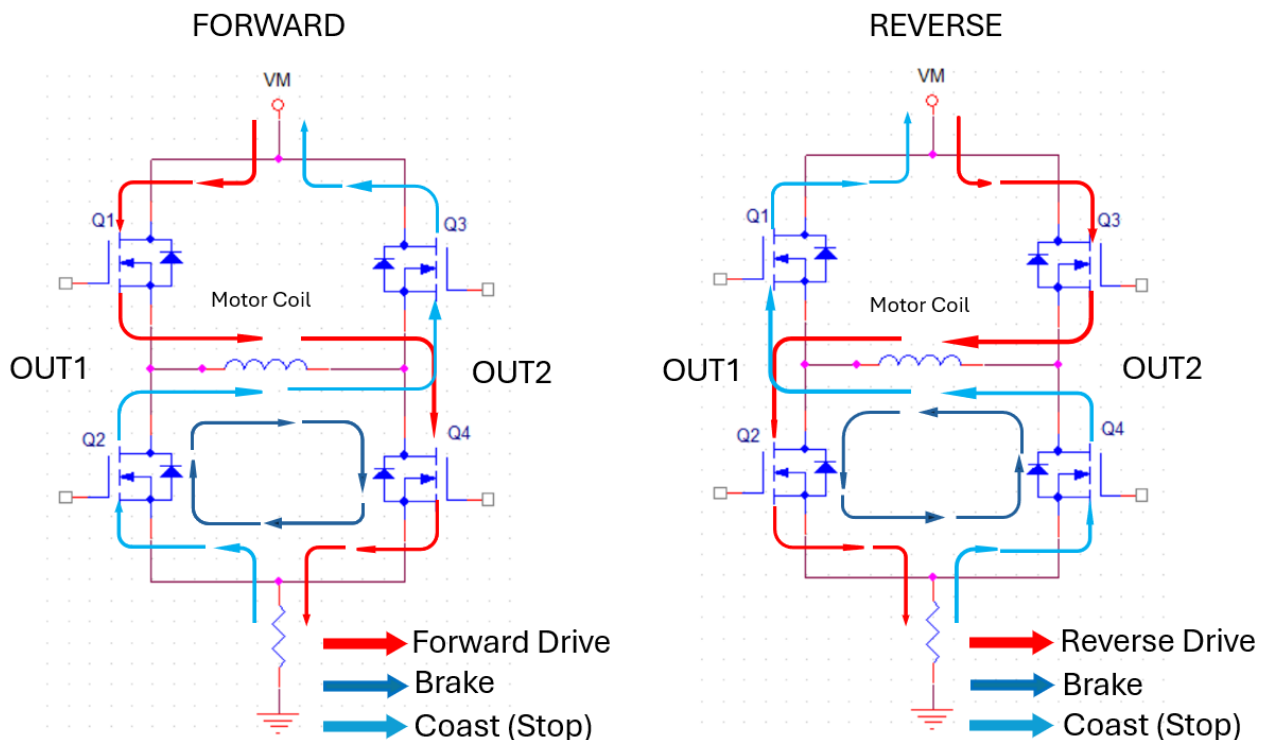 FORWARD
VM
Q1
Q3
Motor Coil
OUT1
OUT2
Q2
Q4
Forward Drive
Brake
Coast (Stop)
REVERSE
VM
Q1
Q3
Motor Coil
OUT1
OUT2
Q2
Q4
Reverse Drive
Brake
Coast (Stop)